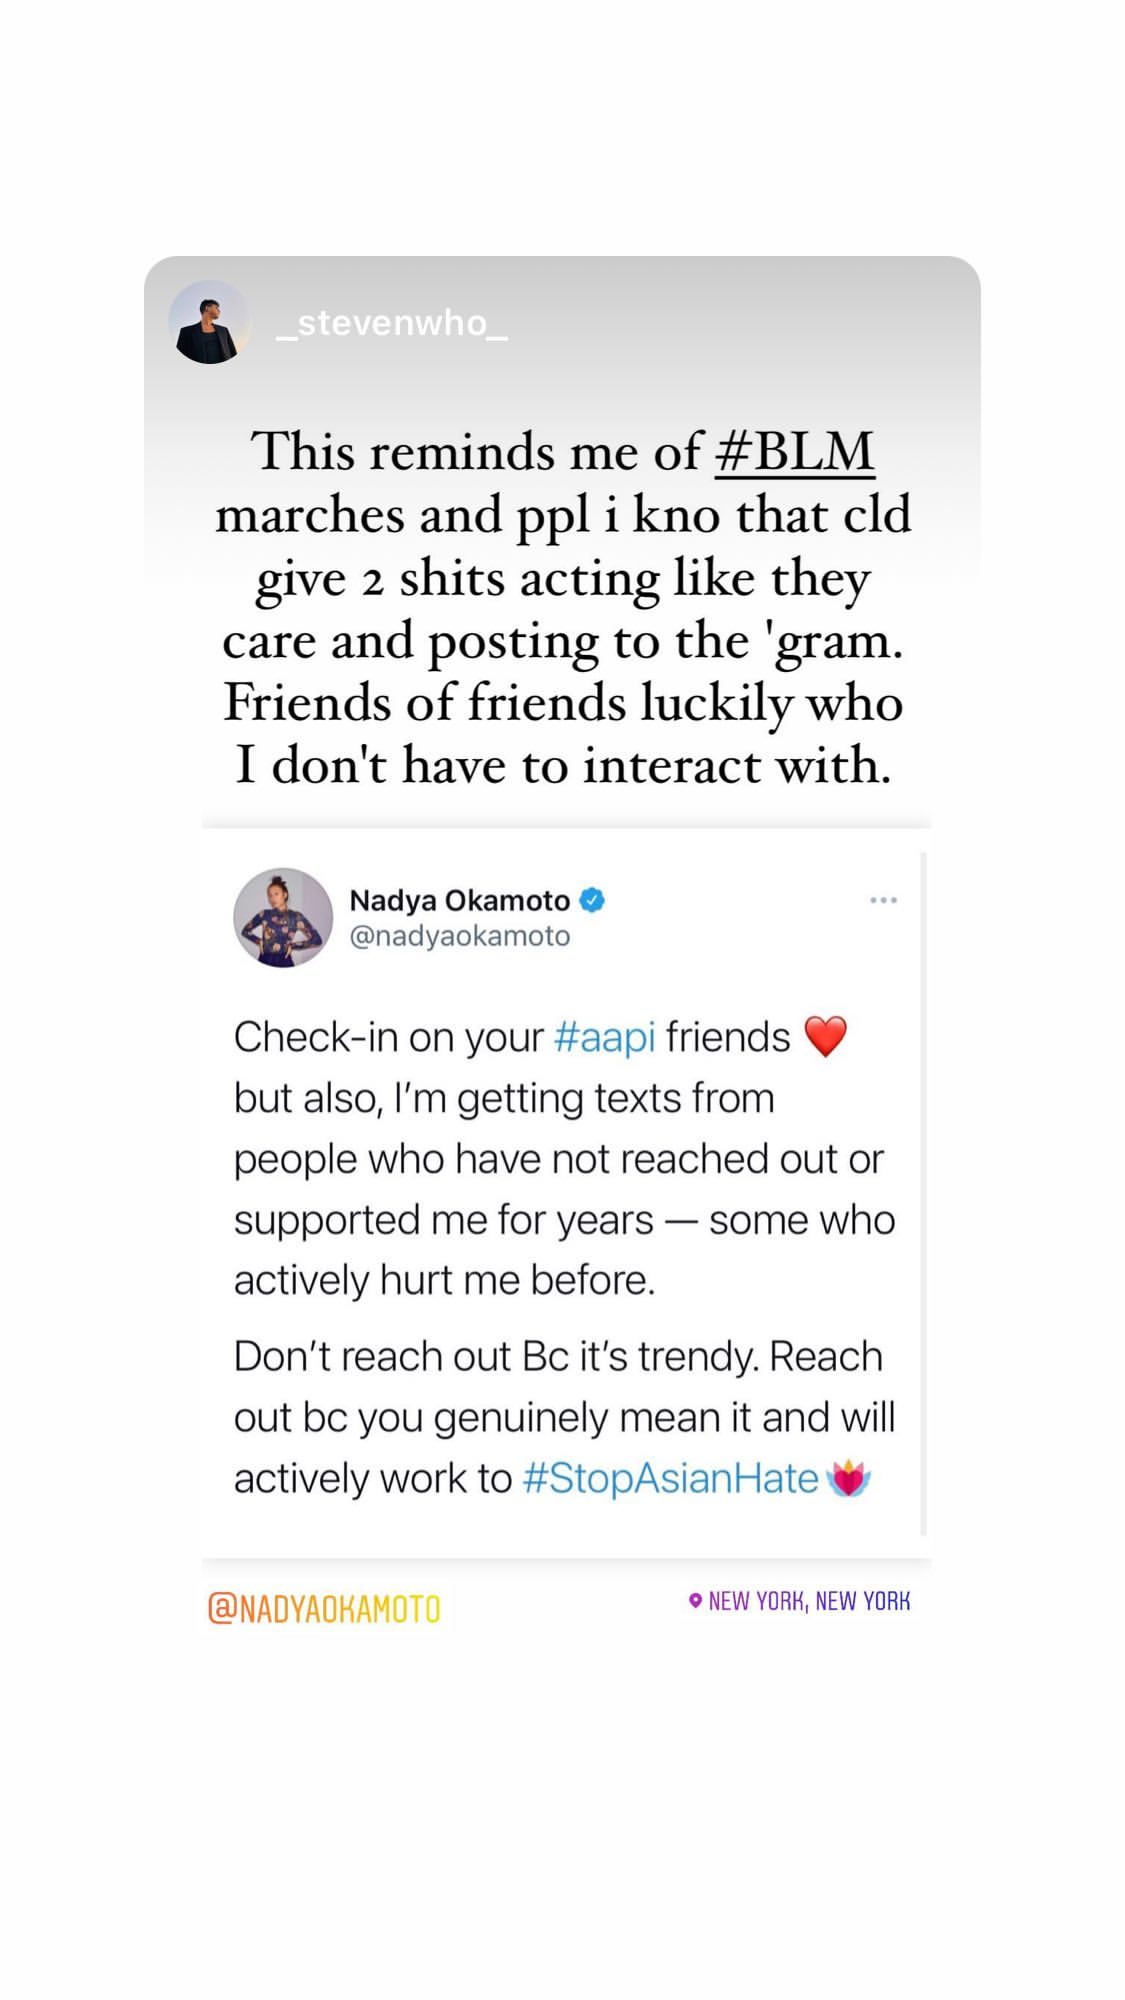 _stevenwho_
This reminds me of #BLM
marches and ppl i kno that cld
give 2 shits acting like they
care and posting to the 'gram.
Friends of friends luckily who
I don't have to interact with.
Nadya Okamoto
@nadyaokamoto
Check-in on your #aapi friends ❤️
but also, I’m getting texts from
people who have not reached out or
supported me for years — some who
actively hurt me before.
Don’t reach out Bc it’s trendy. Reach
out bc you genuinely mean it and will
actively work to #StopAsianHate
@NADYAOKAMOTO
NEW YORK, NEW YORK